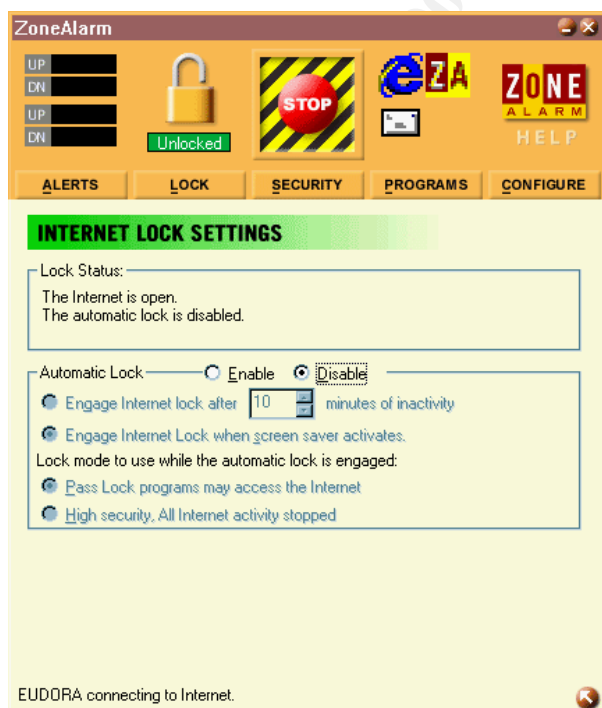 ZoneAlarm
UP
DN
UP
DN
Unlocked
STOP
ZA
ZONE
ALARM
HELP
ALERTS
LOCK
SECURITY
PROGRAMS
CONFIGURE
INTERNET LOCK SETTINGS
Lock Status:
The Internet is open.
The automatic lock is disabled.
Automatic Lock Enable Disable
Engage Internet lock after 10 minutes of inactivity
Engage Internet Lock when screen saver activates.
Lock mode to use while the automatic lock is engaged:
Pass Lock programs may access the Internet
High security, All Internet activity stopped
EUDORA connecting to Internet.